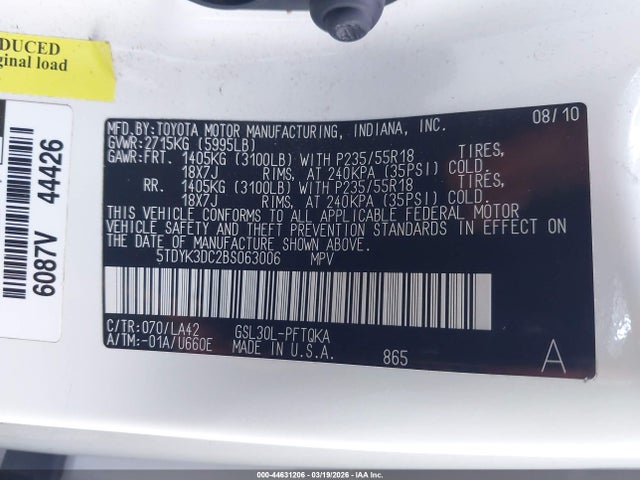 DUCED
ginal load
6087V 44426
MFD.BY:TOYOTA MOTOR MANUFACTURING, INDIANA, INC. 08/10
GVWR:2715KG (5995LB)
GAWR:FRT. 1405KG (3100LB) WITH P235/55R18 TIRES,
18X7J RIMS, AT 240KPA (35PSI) COLD.
RR. 1405KG (3100LB) WITH P235/55R18 TIRES,
18X7J RIMS, AT 240KPA (35PSI) COLD.
THIS VEHICLE CONFORMS TO ALL APPLICABLE FEDERAL MOTOR
VEHICLE SAFETY AND THEFT PREVENTION STANDARDS IN EFFECT
ON THE DATE OF MANUFACTURE SHOWN ABOVE.
5TDYK3DC2BS063006 MPV
C/TR:070/LA42 GSL30L-PFTQKA
A/TM:-01A/U660E MADE IN U.S.A. 865 A
000-44631206 - 03/19/2026 - IAAI Inc.